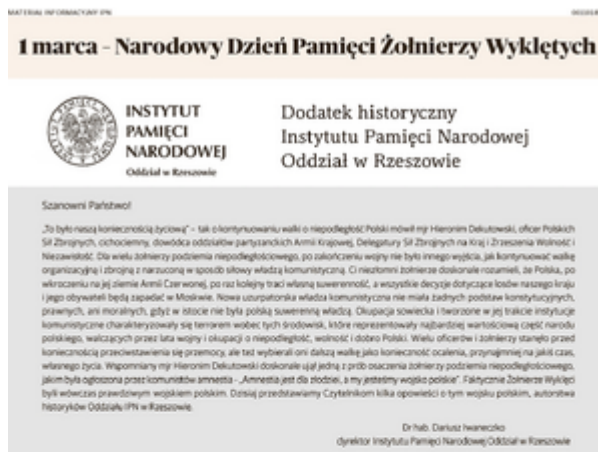 MATERIAŁ INFORMACYJNY IPN
1 marca – Narodowy Dzień Pamięci Żołnierzy Wyklętych
INSTYTUT
PAMIĘCI
NARODOWEJ
Oddział w Rzeszowie
Dodatek historyczny
Instytutu Pamięci Narodowej
Oddział w Rzeszowie
Szanowni Państwo!
„To było naszą koniecznością życiową” – tak o kontynuowaniu walki o niepodległość Polski mówił mjr Hieronim Dekutowski, oficer Polskich
Sił Zbrojnych, cichociemny, dowódca oddziałów partyzanckich Armii Krajowej, Delegatury Sił Zbrojnych na Kraj i Zrzeszenia Wolność i
Niezawisłość. Dla wielu żołnierzy podziemia niepodległościowego, po zakończeniu wojny nie było innego wyjścia, jak kontynuować walkę
organizacyjną i zbrojną z narzuconą w sposób siłowy władzą komunistyczną. Ci niezłomni żołnierze doskonale rozumieli, że Polska, po
wkroczeniu na jej ziemie Armii Czerwonej, po raz kolejny traci własną suwerenność, a wszystkie decyzje dotyczące losów naszego kraju
i jego obywateli będą zapadać w Moskwie. Nowa uzurpatorska władza komunistyczna nie miała żadnych podstaw konstytucyjnych,
prawnych, ani moralnych, gdyż w istocie nie była polską suwerenną władzą. Okupacja sowiecka i tworzone w jej trakcie instytucje
komunistyczne charakteryzowały się terrorem wobec tych środowisk, które reprezentowały najbardziej wartościową część narodu
polskiego, walczących przez lata wojny i okupacji o niepodległość, wolność i dobro Polski. Wielu oficerów i żołnierzy stanęło przed
koniecznością przeciwstawienia się przemocy, ale też wybierali oni dalszą walkę jako konieczność ocalenia, przynajmniej na jakiś czas,
własnego życia. Wspomniany mjr Hieronim Dekutowski doskonale ujął jedną z prób osaczenia żołnierzy podziemia niepodległościowego,
jakim była ogłoszona przez komunistów amnestia - „Amnestia jest dla złodziei, a my jesteśmy wojsko polskie”. Faktycznie Żołnierze Wyklęci
byli wówczas prawdziwym wojskiem polskim. Dzisiaj przedstawiamy Czytelnikom kilka opowieści o tym wojsku polskim, autorstwa
historyków Oddziału IPN w Rzeszowie.
Dr hab. Dariusz Iwaneczko
dyrektor Instytutu Pamięci Narodowej Oddział w Rzeszowie